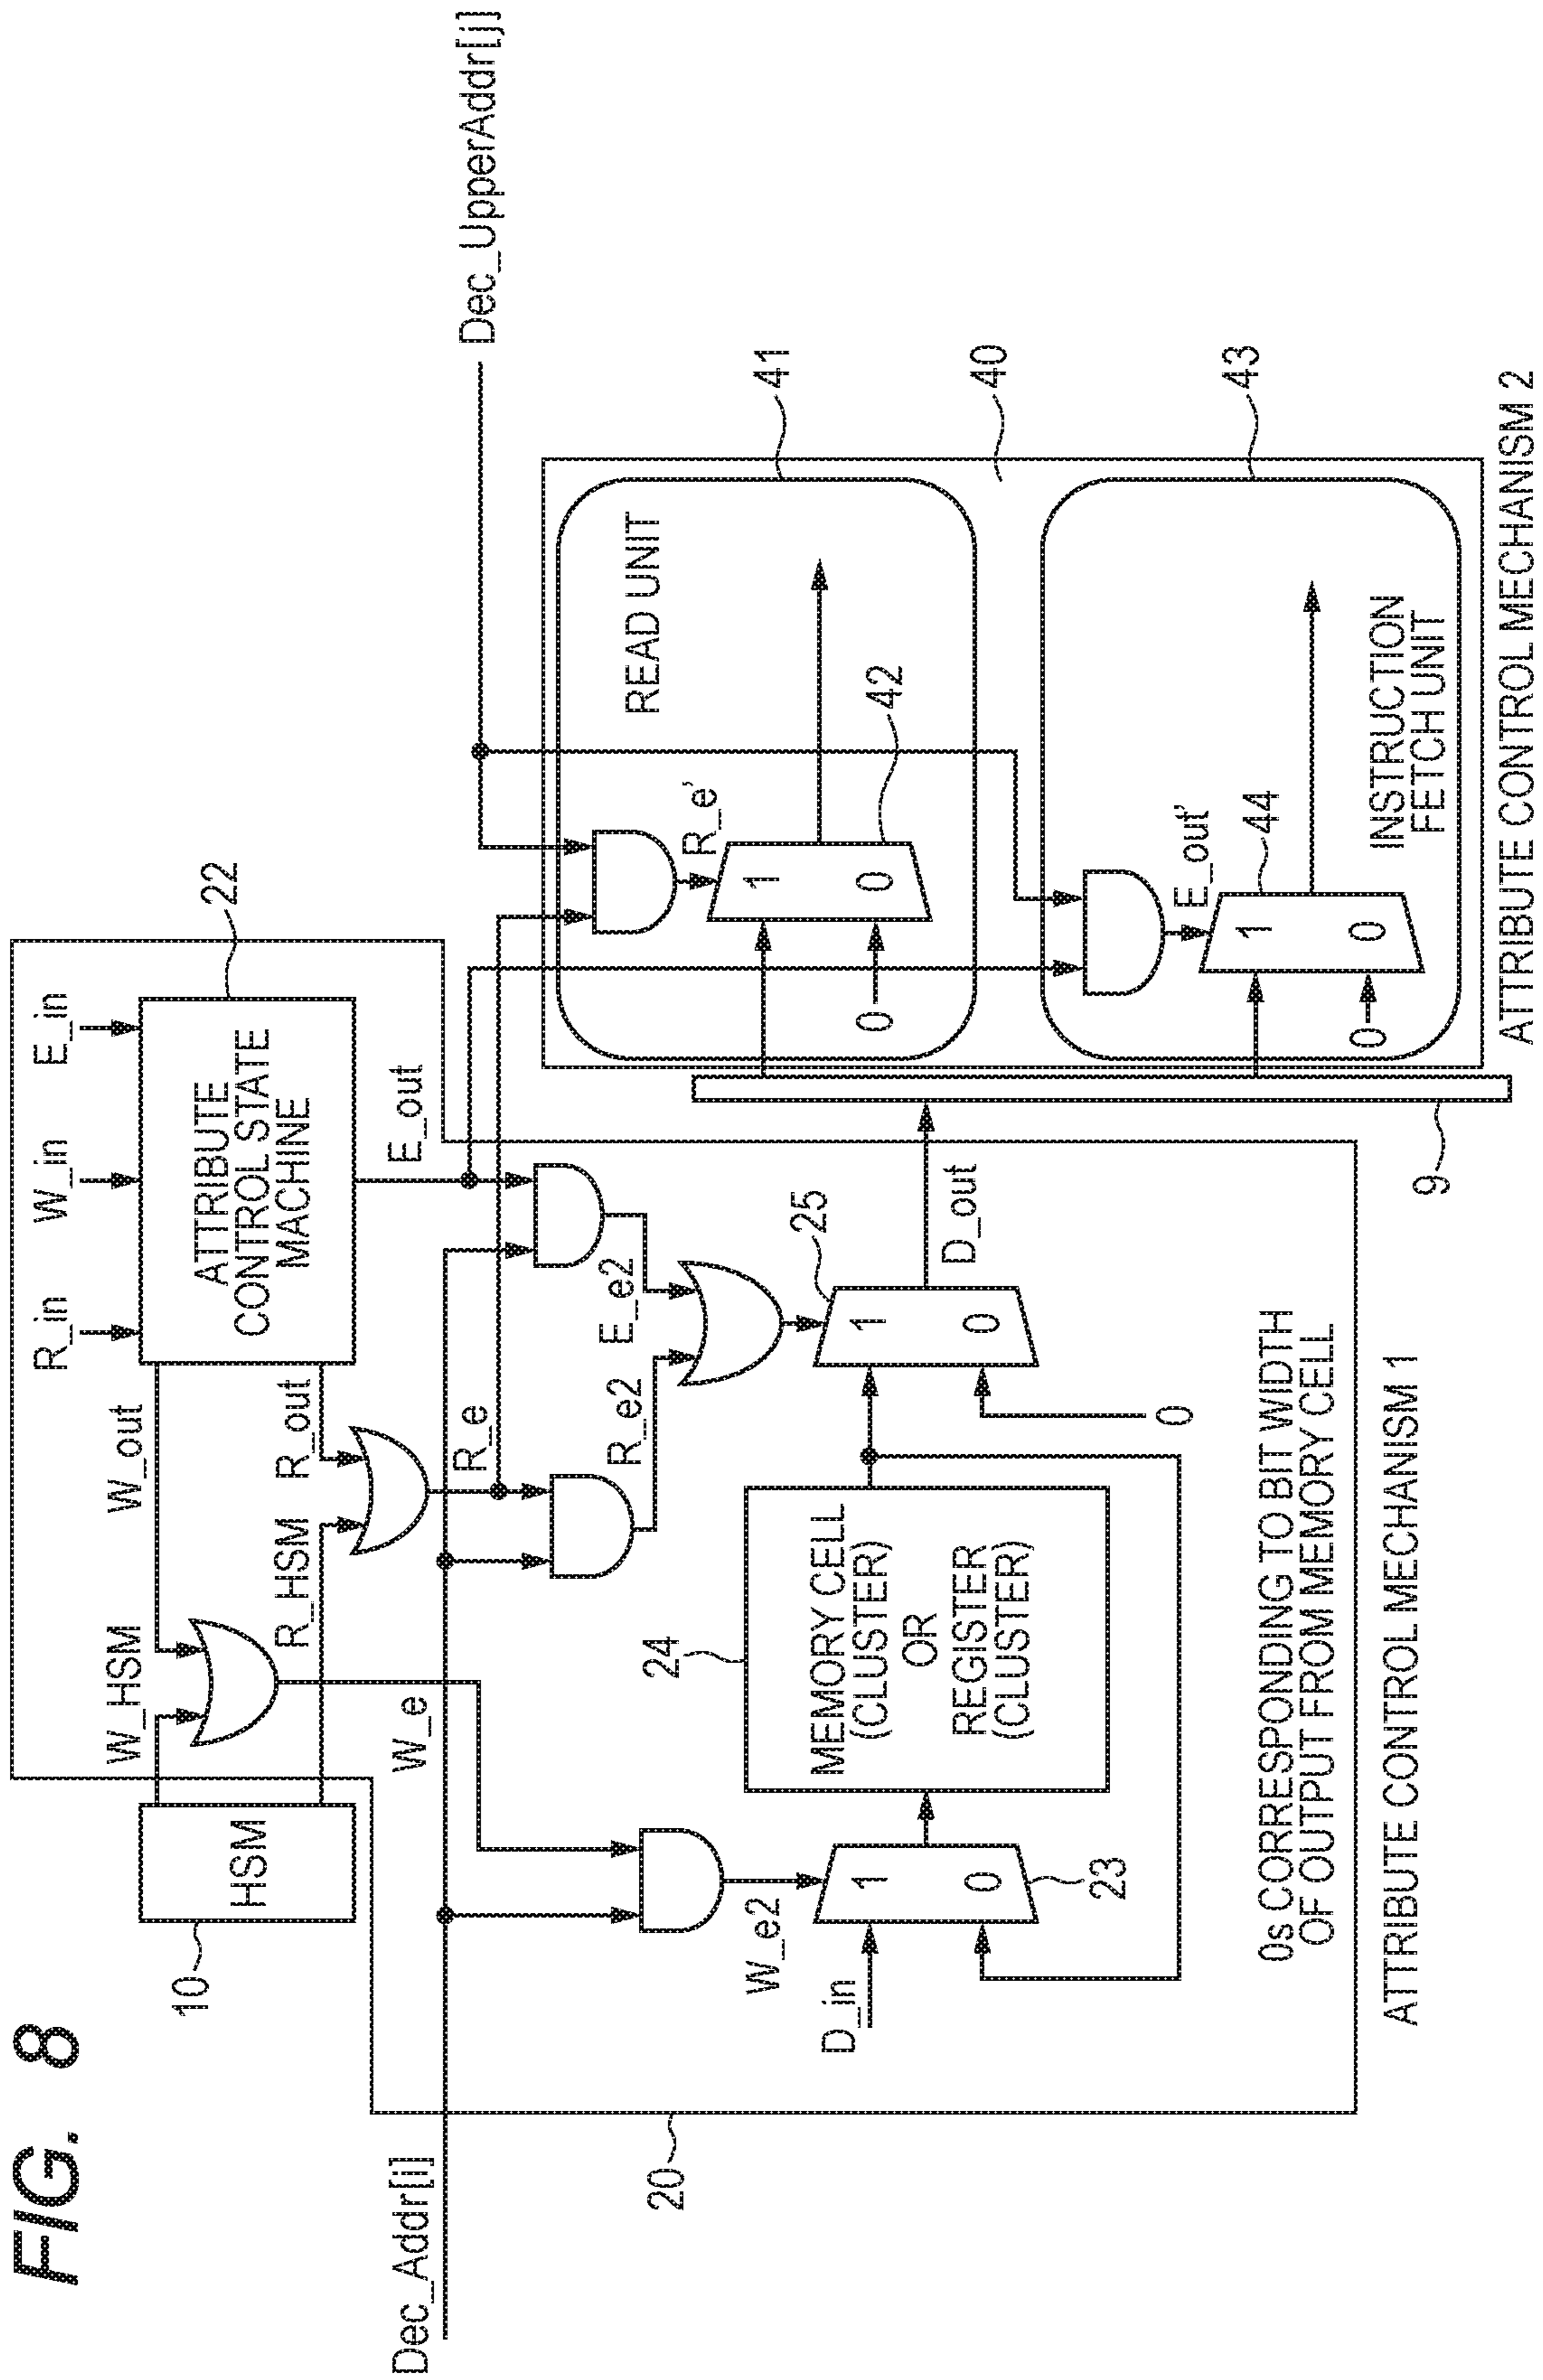 FIG. 8
Dec_Addr[i]
20
10
HSM
W_HSM
W_out
R_HSM
R_out
R_in
W_in
E_in
ATTRIBUTE
CONTROL STATE
MACHINE
22
E_out
W_e
R_e
Dec_UpperAddr[j]
W_e2
D_in
1
0
23
24
MEMORY CELL
(CLUSTER)
OR
REGISTER
(CLUSTER)
R_e2
E_e2
25
1
0
0
D_out
0s CORRESPONDING TO BIT WIDTH
OF OUTPUT FROM MEMORY CELL
ATTRIBUTE CONTROL MECHANISM 1
9
READ UNIT
R_e'
1
0
0
42
41
40
43
E_out'
1
0
0
44
INSTRUCTION
FETCH UNIT
ATTRIBUTE CONTROL MECHANISM 2